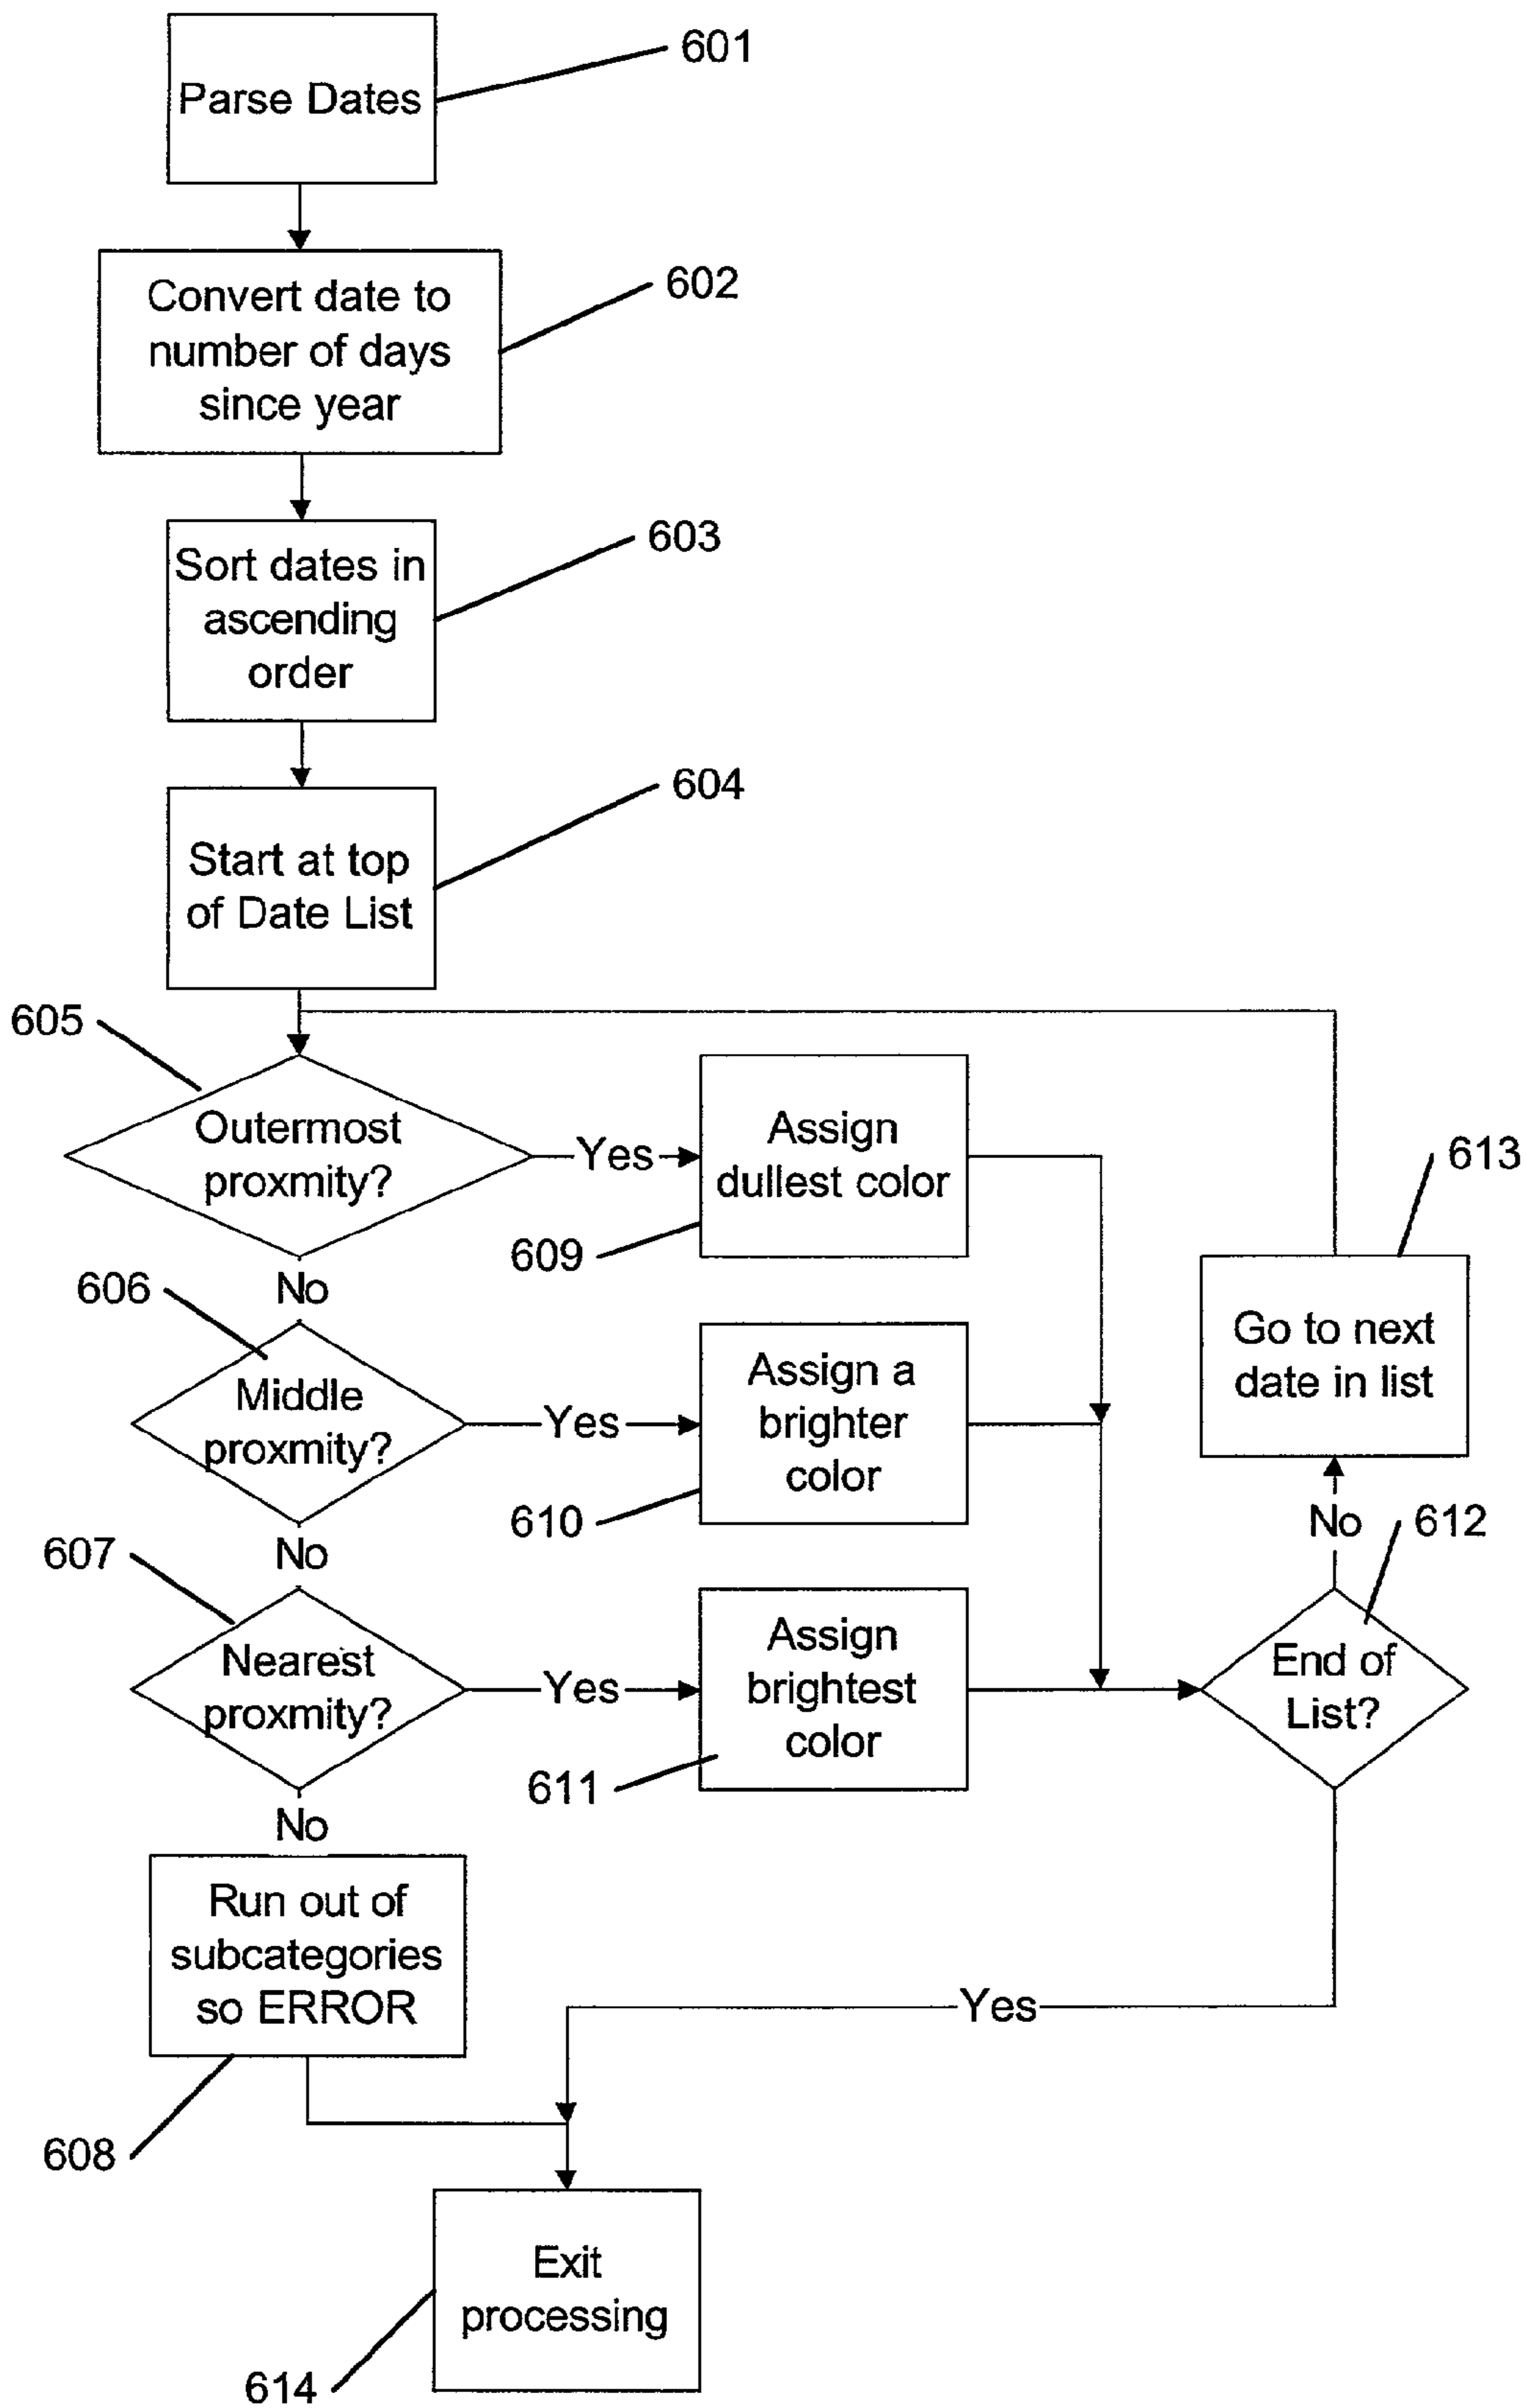 Parse Dates
601
Convert date to
number of days
since year
602
Sort dates in
ascending
order
603
Start at top
of Date List
604
605
Outermost
proxmity?
Yes
Assign
dullest color
609
613
No
606
Middle
proxmity?
Yes
Assign a
brighter
color
610
Go to next
date in list
No
612
No
607
Nearest
proxmity?
Yes
Assign
brightest
color
611
End of
List?
No
Run out of
subcategories
so ERROR
608
Yes
Exit
processing
614